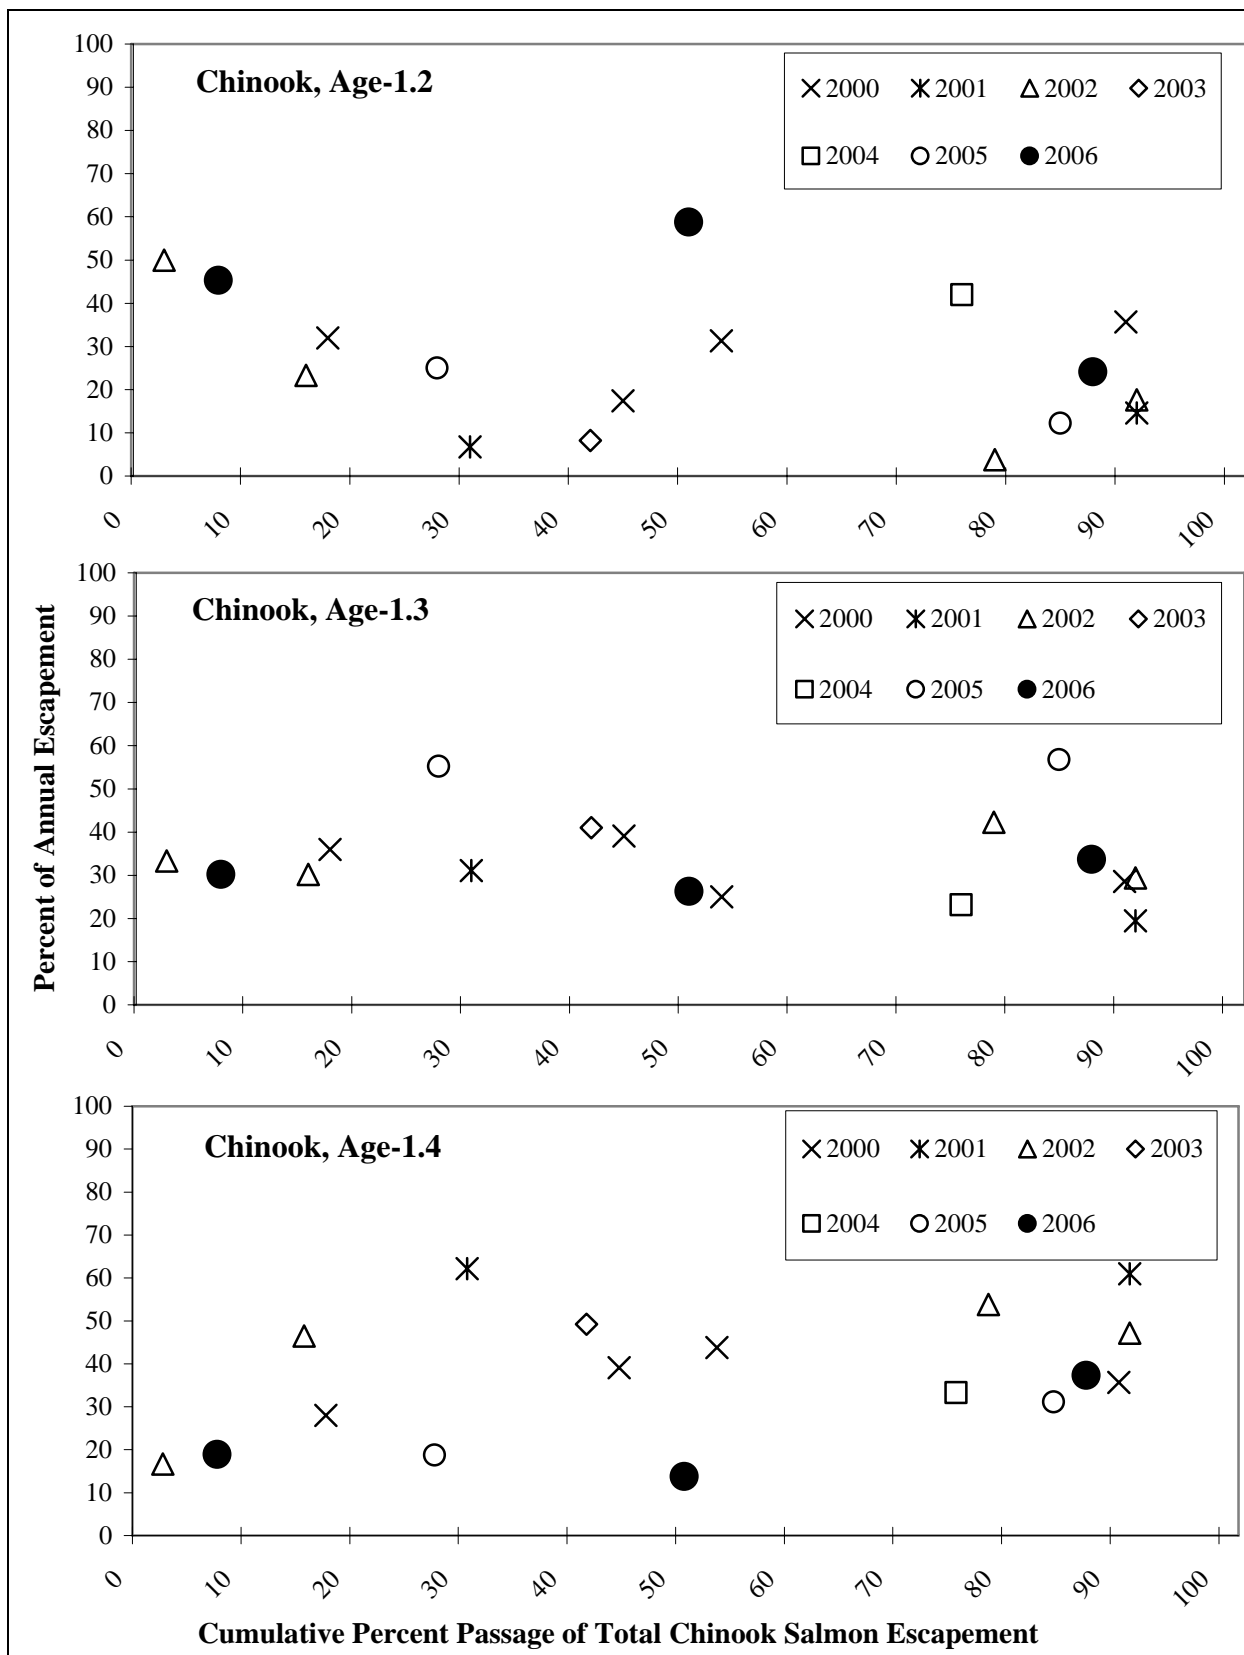 Chinook, Age-1.2
2000 2001 2002 2003
2004 2005 2006
100
90
80
70
60
50
40
30
20
10
0
0 10 20 30 40 50 60 70 80 90 100
Percent of Annual Escapement
Chinook, Age-1.3
2000 2001 2002 2003
2004 2005 2006
100
90
80
70
60
50
40
30
20
10
0
0 10 20 30 40 50 60 70 80 90 100
Chinook, Age-1.4
2000 2001 2002 2003
2004 2005 2006
100
90
80
70
60
50
40
30
20
10
0
0 10 20 30 40 50 60 70 80 90 100
Cumulative Percent Passage of Total Chinook Salmon Escapement